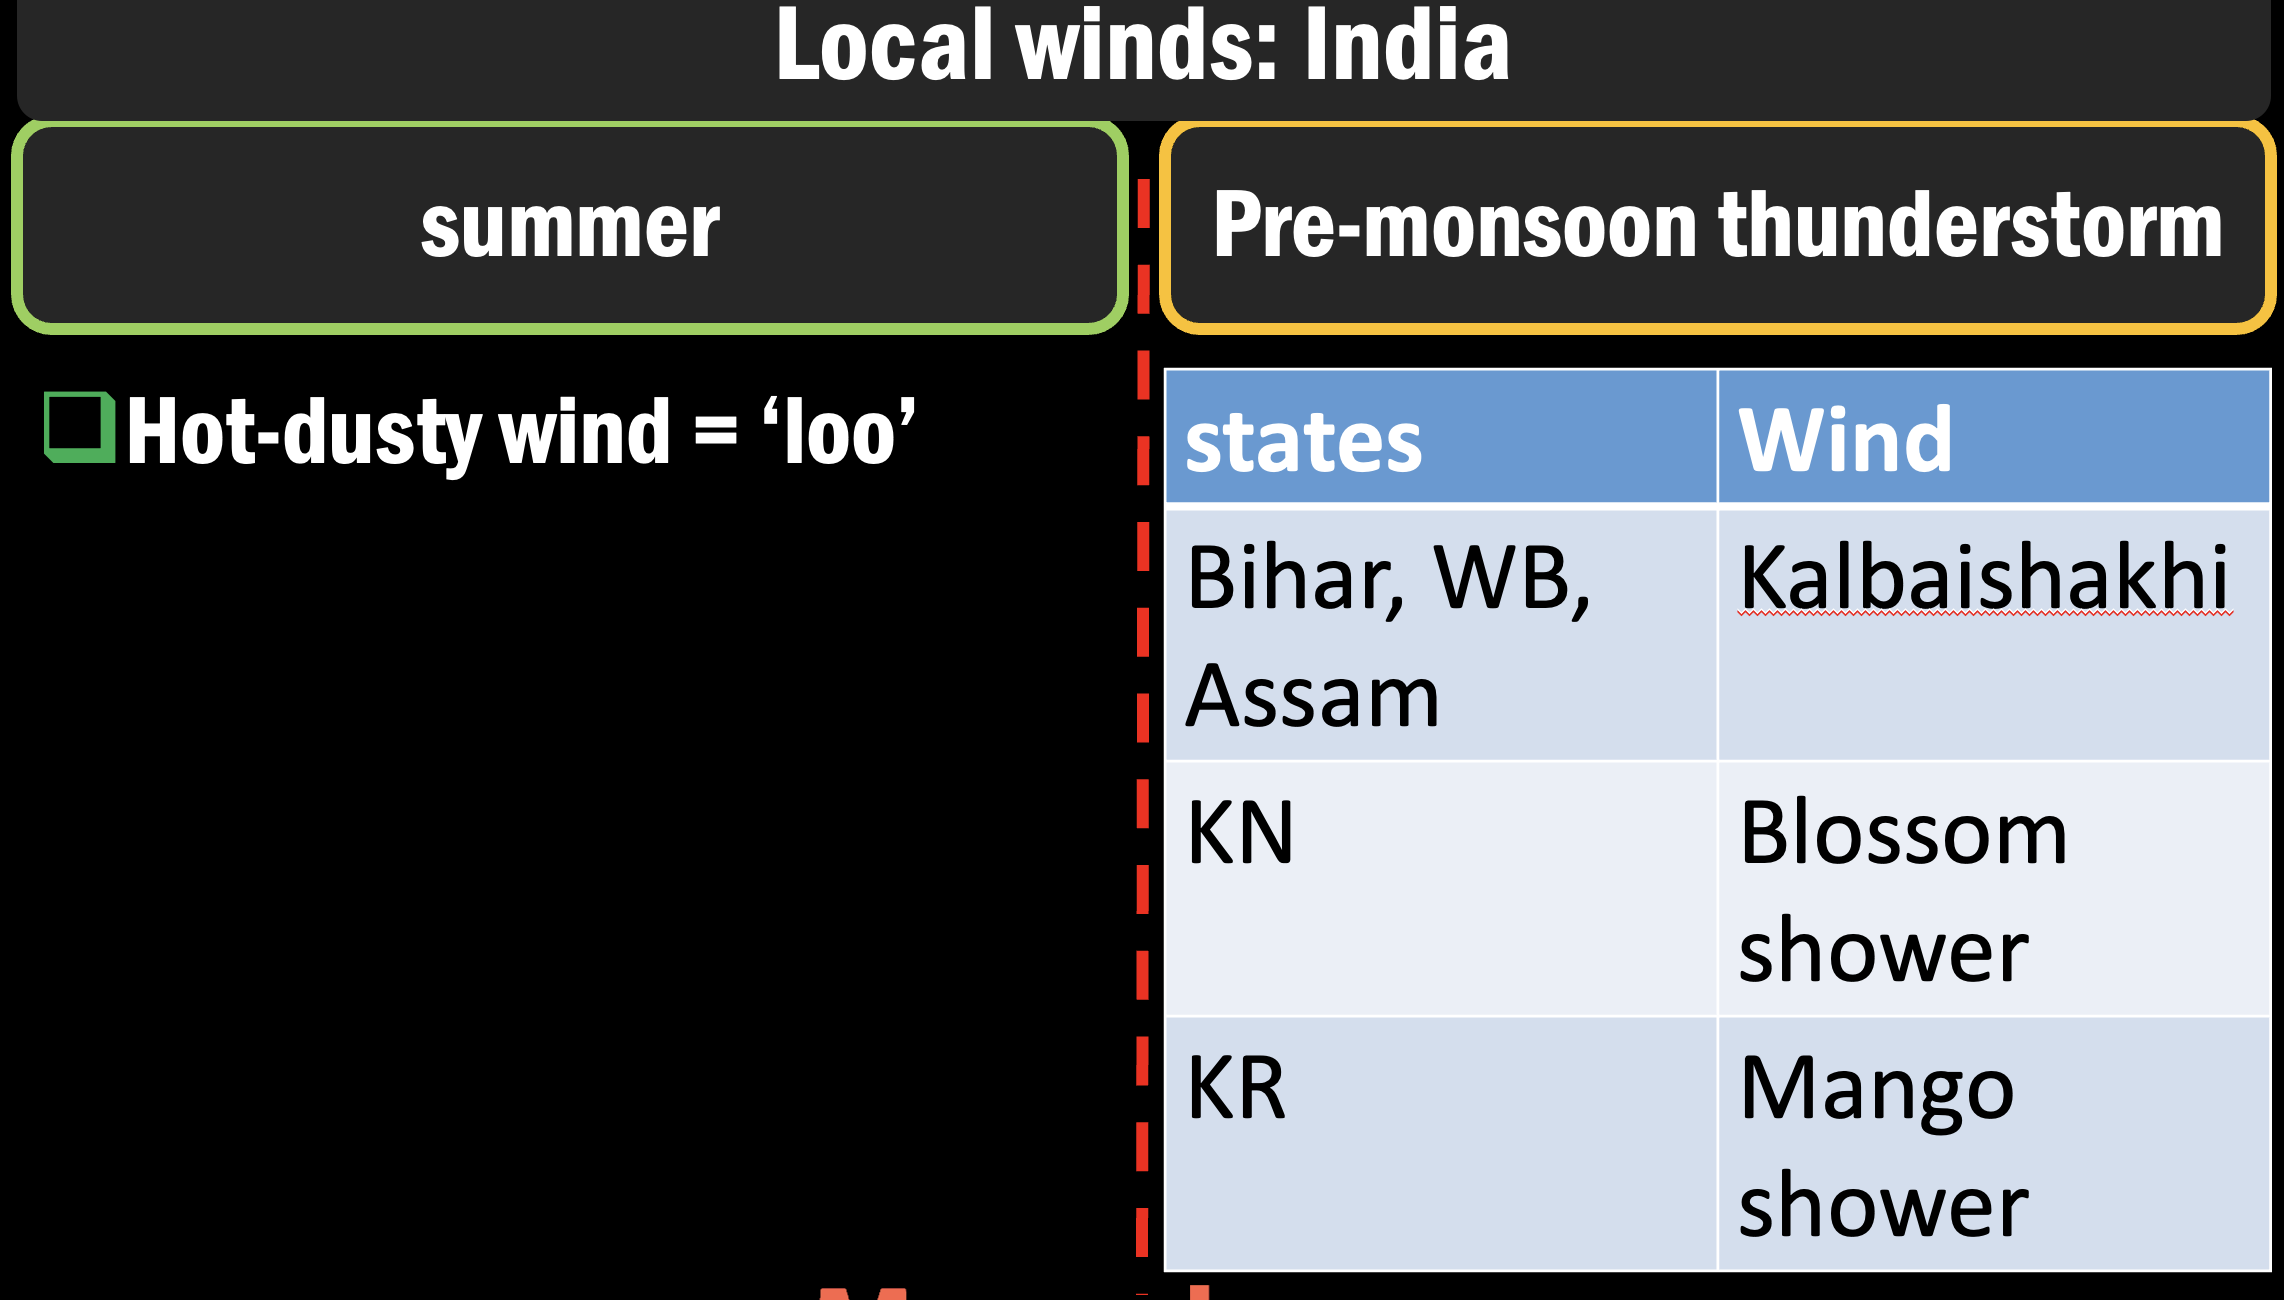 Local winds: India
summer
Pre-monsoon thunderstorm
Hot-dusty wind = ‘loo’
states Wind
Bihar, WB, Kalbaishakhi
Assam
KN Blossom
shower
KR Mango
shower